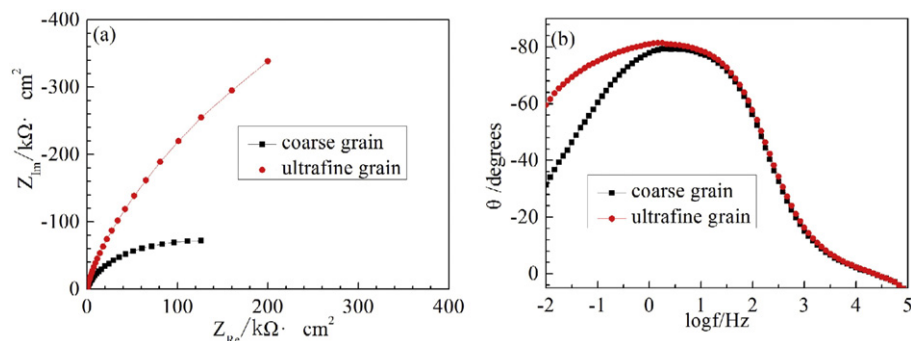 (a)
-400
-300
-200
-100
0
Z_Im/kΩ· cm²
coarse grain
ultrafine grain
0 100 200 300 400
Z_Re/kΩ· cm²
(b)
-80
-60
-40
-20
0
θ /degrees
coarse grain
ultrafine grain
-2 -1 0 1 2 3 4 5
logf/Hz